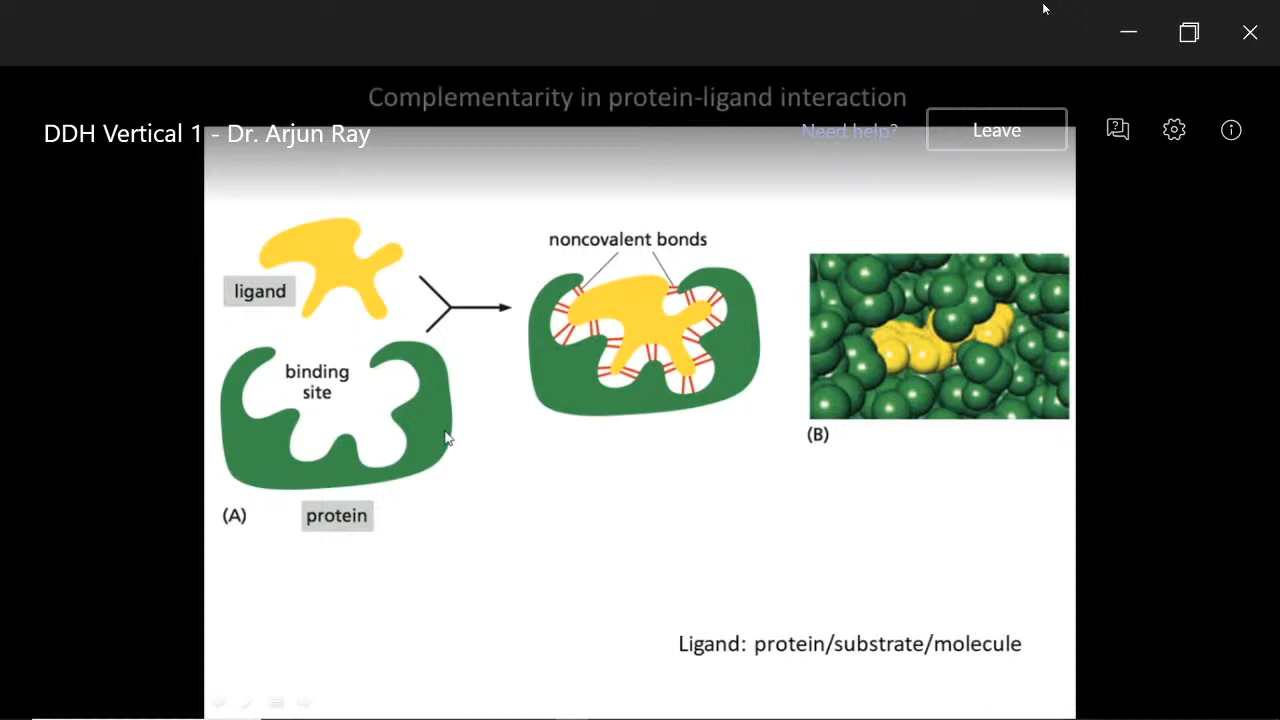 Complementarity in protein-ligand interaction
DDH Vertical 1 - Dr. Arjun Ray
Need help?
Leave
noncovalent bonds
ligand
binding
site
(B)
(A)
protein
Ligand: protein/substrate/molecule